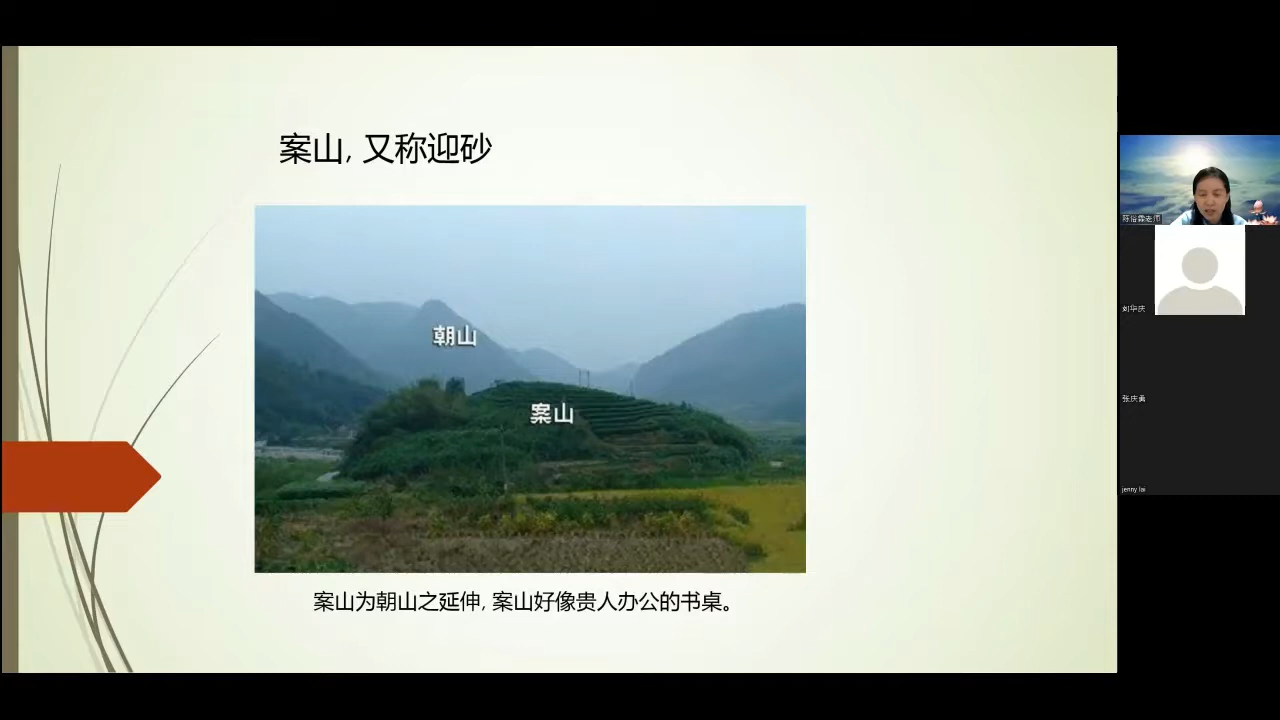 案山, 又称迎砂
朝山
案山
案山为朝山之延伸, 案山好像贵人办公的书桌。
刘华庆
张庆勇
jenny lai